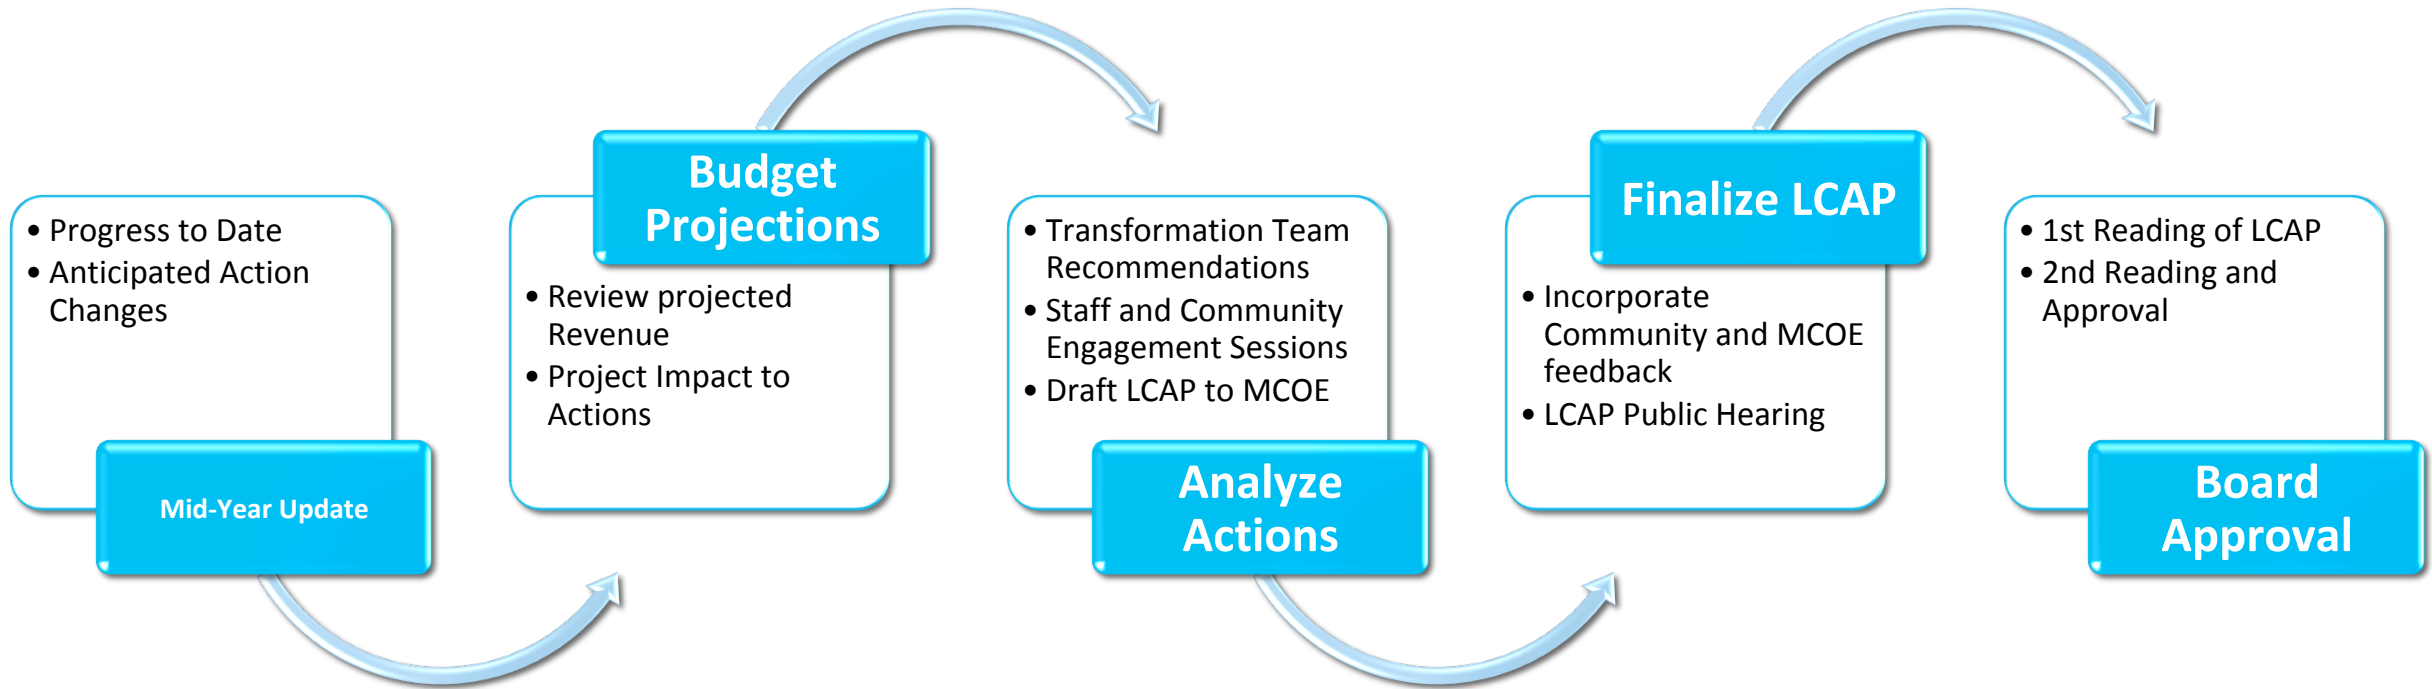 • Progress to Date
• Anticipated Action
Changes
Mid-Year Update
Budget
Projections
• Review projected
Revenue
• Project Impact to
Actions
• Transformation Team
Recommendations
• Staff and Community
Engagement Sessions
• Draft LCAP to MCOE
Analyze
Actions
Finalize LCAP
• Incorporate
Community and MCOE
feedback
• LCAP Public Hearing
• 1st Reading of LCAP
• 2nd Reading and
Approval
Board
Approval